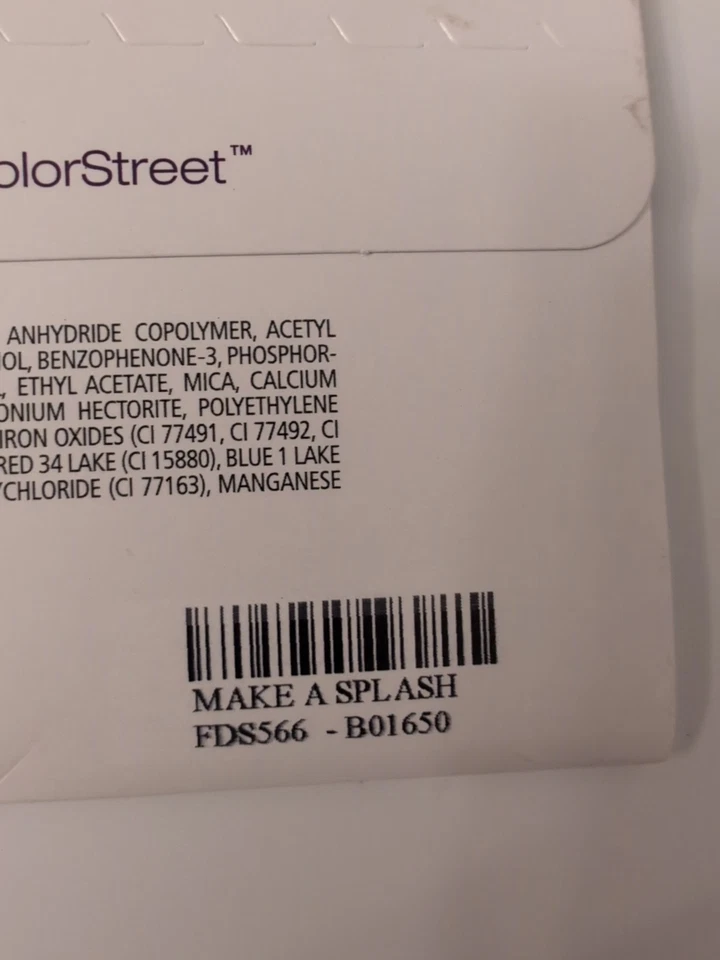 olorStreet™
ANHYDRIDE COPOLYMER, ACETYL
OL, BENZOPHENONE-3, PHOSPHOR-
, ETHYL ACETATE, MICA, CALCIUM
ONIUM HECTORITE, POLYETHYLENE
IRON OXIDES (CI 77491, CI 77492, CI
RED 34 LAKE (CI 15880), BLUE 1 LAKE
YCHLORIDE (CI 77163), MANGANESE
MAKE A SPLASH
FDS566 - B01650